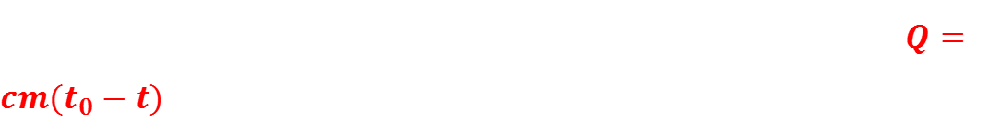 Q =
cm(t₀ − t)